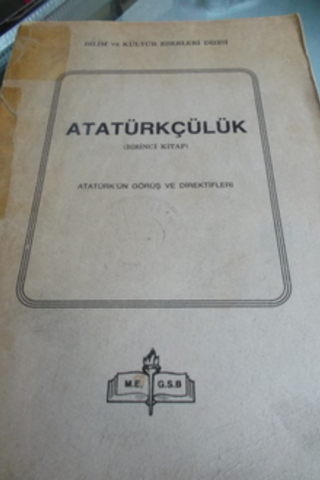 BİLİM ve KÜLTÜR ESERLERİ DİZİSİ
ATATÜRKÇÜLÜK
(BİRİNCİ KİTAP)
ATATÜRK'ÜN GÖRÜŞ VE DİREKTİFLERİ
M.E. G.S.B